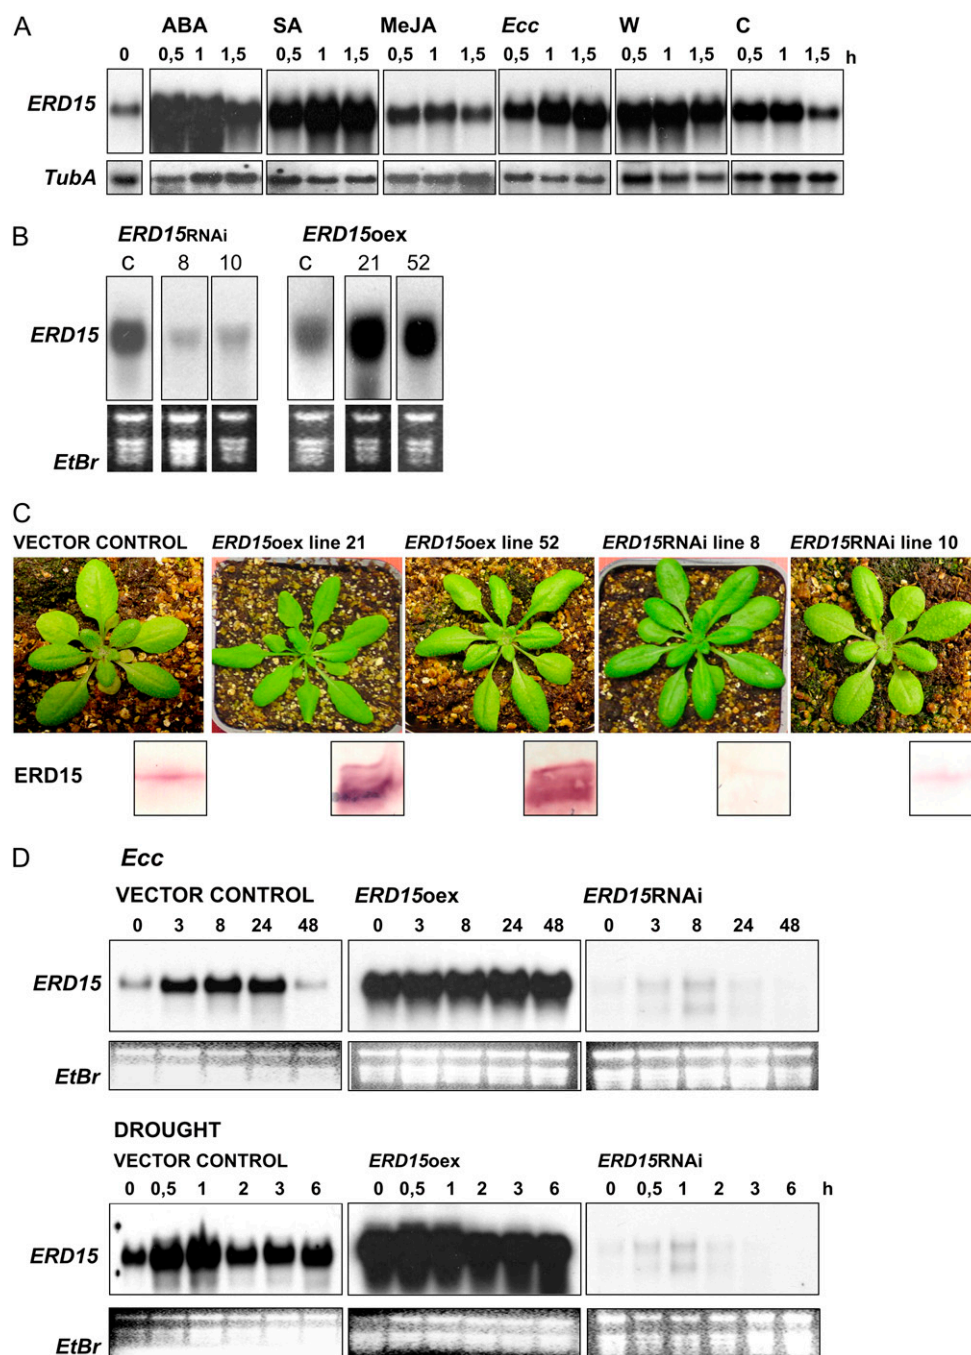 A
ABA SA MeJA Ecc W C
0 0,5 1 1,5 0,5 1 1,5 0,5 1 1,5 0,5 1 1,5 0,5 1 1,5 0,5 1 1,5 h
ERD15
TubA
B
ERD15RNAi ERD15oex
C 8 10 C 21 52
ERD15
EtBr
C
VECTOR CONTROL ERD15oex line 21 ERD15oex line 52 ERD15RNAi line 8 ERD15RNAi line 10
ERD15
D
Ecc
VECTOR CONTROL ERD15oex ERD15RNAi
0 3 8 24 48 0 3 8 24 48 0 3 8 24 48
ERD15
EtBr
DROUGHT
VECTOR CONTROL ERD15oex ERD15RNAi
0 0,5 1 2 3 6 0 0,5 1 2 3 6 0 0,5 1 2 3 6 h
ERD15
EtBr